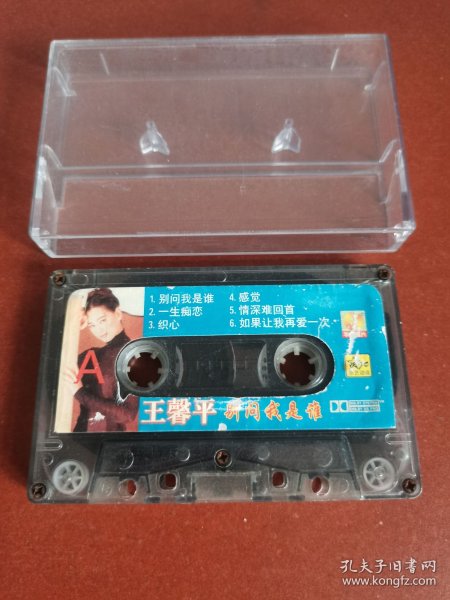 1. 别问我是谁
2. 一生痴恋
3. 织心
4. 感觉
5. 情深难回首
6. 如果让我再爱一次
A
王馨平 别问我是谁
孔夫子旧书网
www.kongfz.com